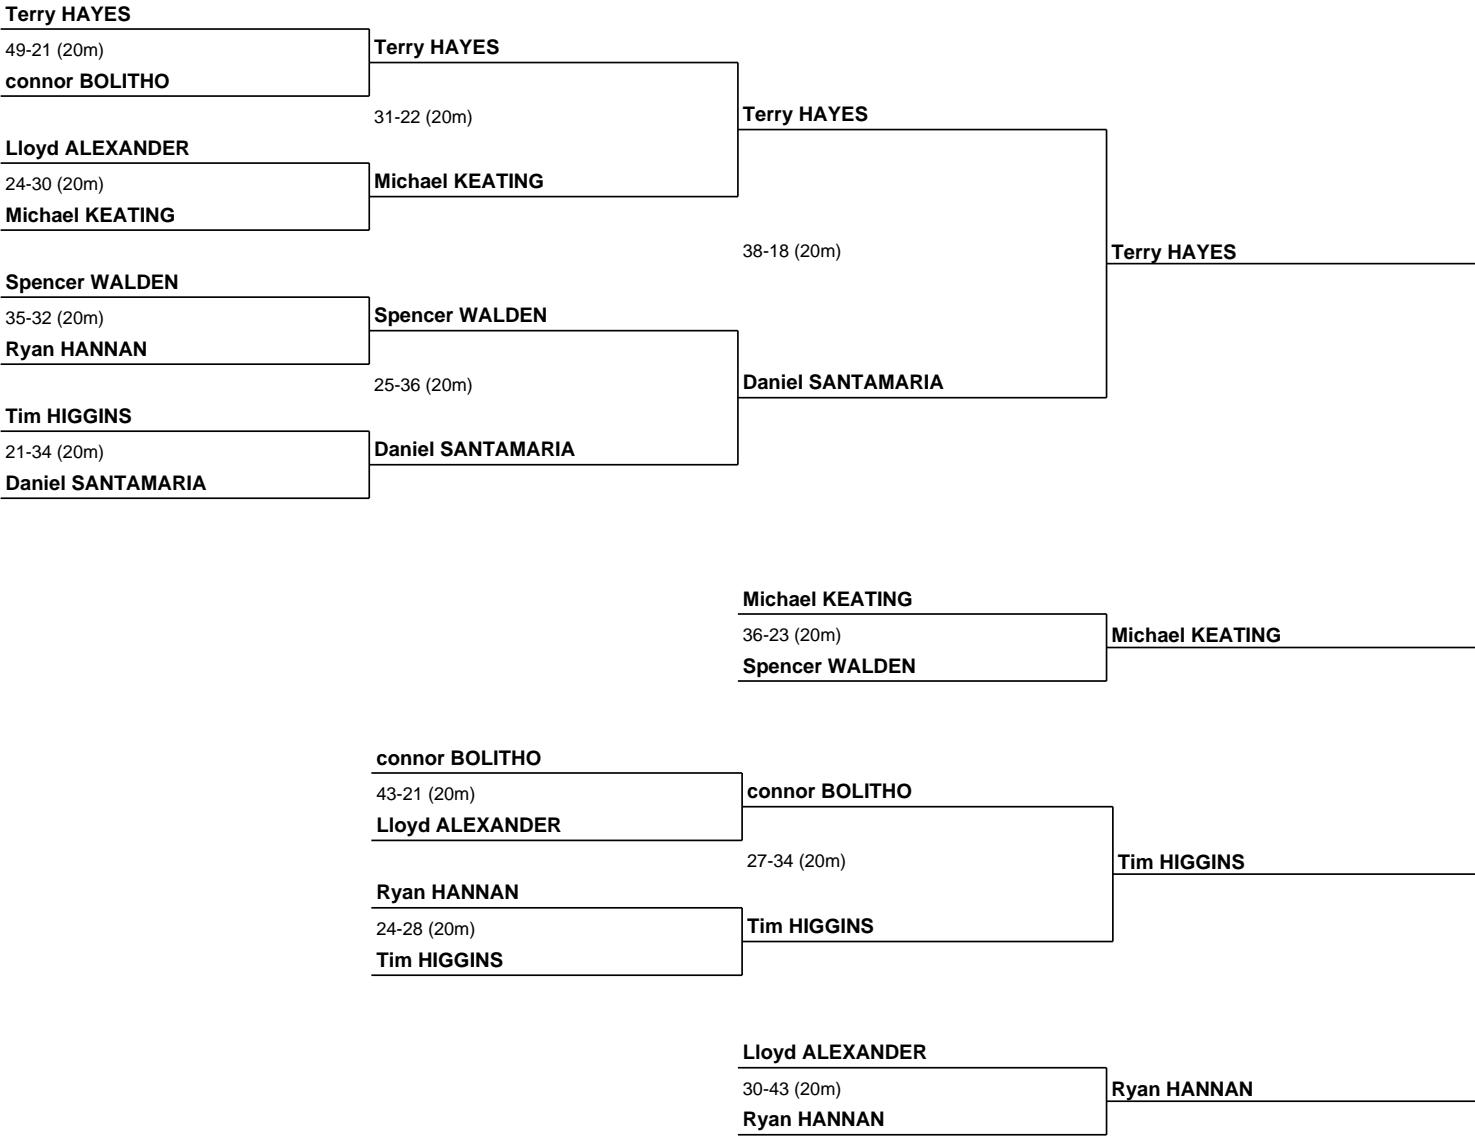 Terry HAYES
49-21 (20m)
connor BOLITHO
Terry HAYES
31-22 (20m)
Lloyd ALEXANDER
24-30 (20m)
Michael KEATING
Michael KEATING
Terry HAYES
38-18 (20m)
Terry HAYES
Spencer WALDEN
35-32 (20m)
Ryan HANNAN
Spencer WALDEN
25-36 (20m)
Daniel SANTAMARIA
Tim HIGGINS
21-34 (20m)
Daniel SANTAMARIA
Daniel SANTAMARIA
Michael KEATING
36-23 (20m)
Spencer WALDEN
Michael KEATING
connor BOLITHO
43-21 (20m)
Lloyd ALEXANDER
connor BOLITHO
27-34 (20m)
Tim HIGGINS
Ryan HANNAN
24-28 (20m)
Tim HIGGINS
Tim HIGGINS
Lloyd ALEXANDER
30-43 (20m)
Ryan HANNAN
Ryan HANNAN